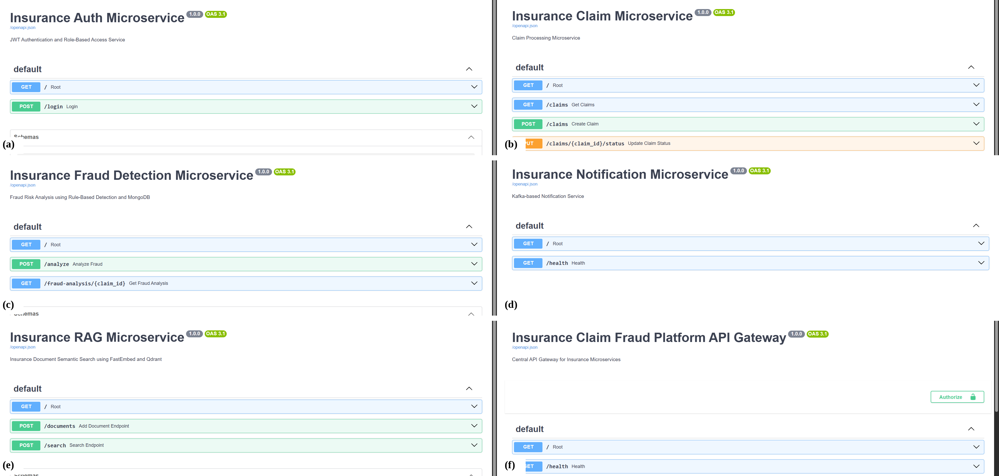 Insurance Auth Microservice 1.0.0 OAS 3.1
/openapi.json
JWT Authentication and Role-Based Access Service
default
GET / Root
POST /login Login
Schemas
(a)
Insurance Claim Microservice 1.0.0 OAS 3.1
/openapi.json
Claim Processing Microservice
default
GET / Root
GET /claims Get Claims
POST /claims Create Claim
PUT /claims/{claim_id}/status Update Claim Status
(b)
Insurance Fraud Detection Microservice 1.0.0 OAS 3.1
/openapi.json
Fraud Risk Analysis using Rule-Based Detection and MongoDB
default
GET / Root
POST /analyze Analyze Fraud
GET /fraud-analysis/{claim_id} Get Fraud Analysis
(c)
Schemas
Insurance Notification Microservice 1.0.0 OAS 3.1
/openapi.json
Kafka-based Notification Service
default
GET / Root
GET /health Health
(d)
Insurance RAG Microservice 1.0.0 OAS 3.1
/openapi.json
Insurance Document Semantic Search using FastEmbed and Qdrant
default
GET / Root
POST /documents Add Document Endpoint
POST /search Search Endpoint
(e)
Schemas
Insurance Claim Fraud Platform API Gateway 1.0.0 OAS 3.1
/openapi.json
Central API Gateway for Insurance Microservices
Authorize
default
GET / Root
GET /health Health
(f)